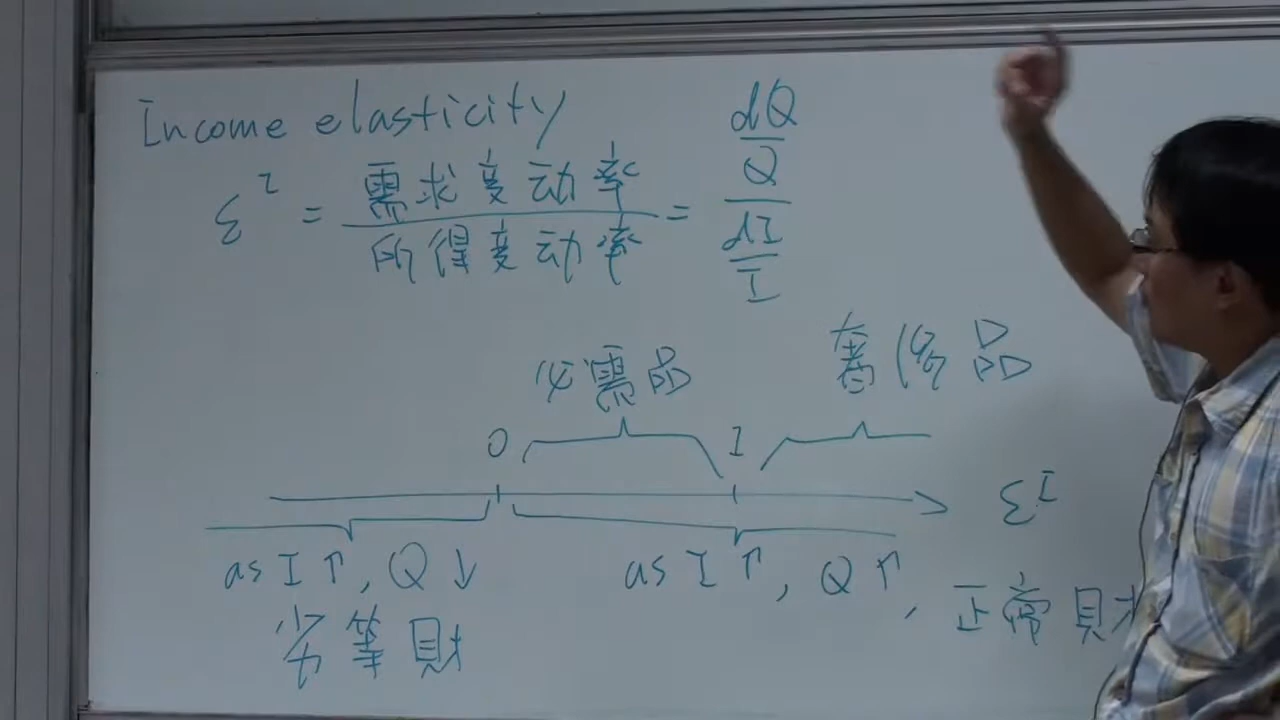 Income elasticity
ε^I = 需求变动率 / 所得变动率 = (dQ / Q) / (dI / I)
必需品 奢侈品
0 1 ε^I
as I ↑, Q ↓ as I ↑, Q ↑, 正常財
劣等財